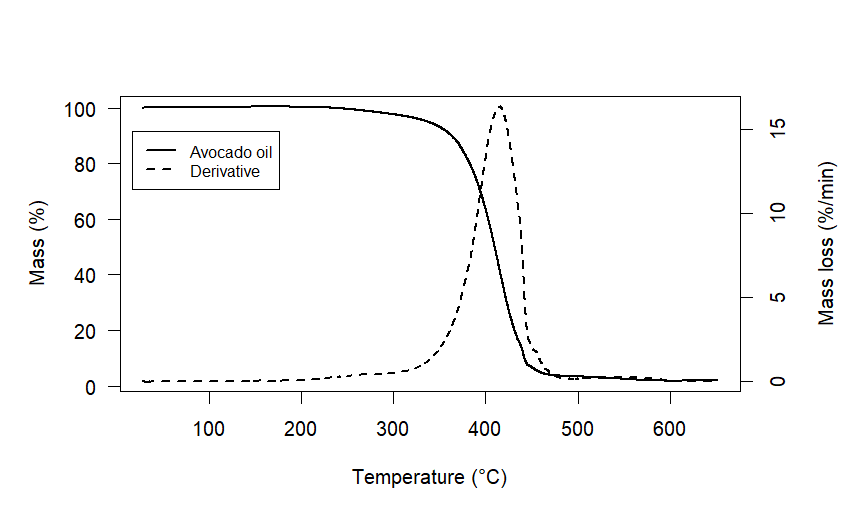 100
80
60
40
20
0
Mass (%)
Avocado oil
Derivative
15
10
5
0
Mass loss (%/min)
100 200 300 400 500 600
Temperature (°C)